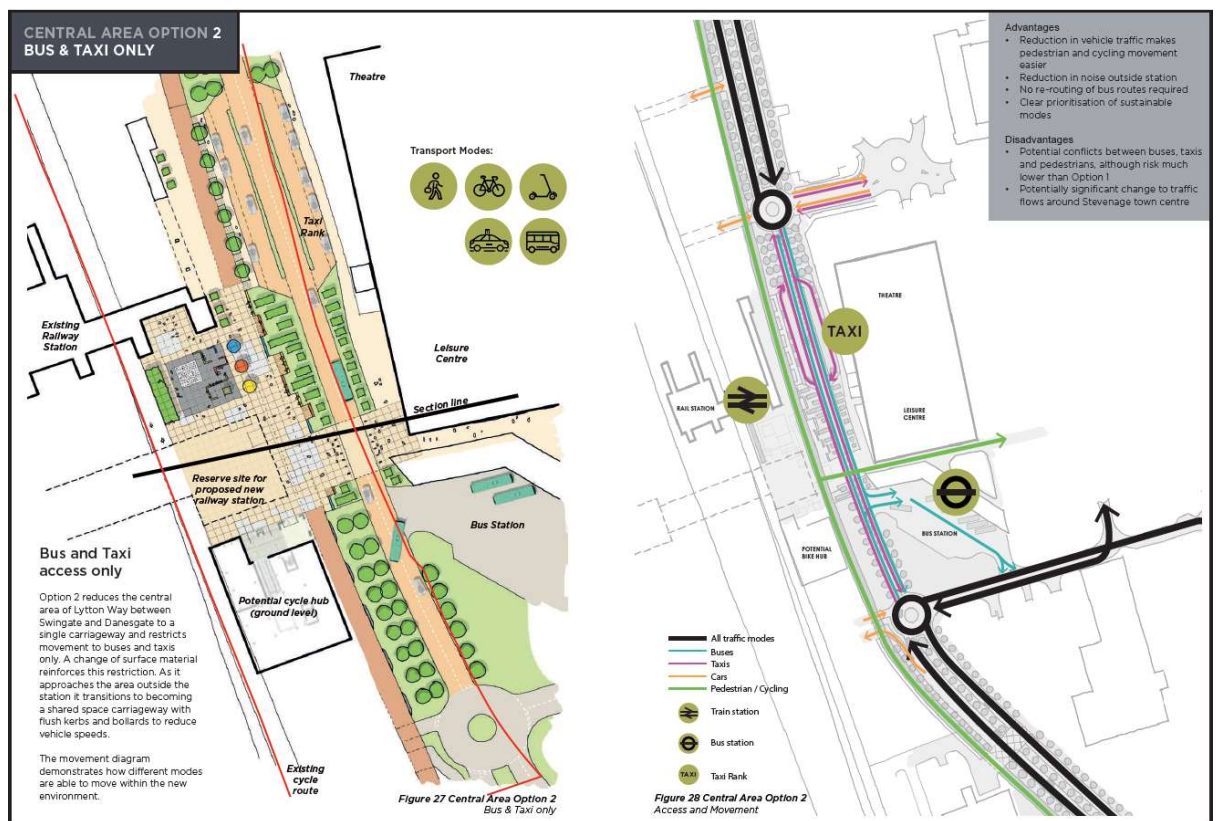 CENTRAL AREA OPTION 2
BUS & TAXI ONLY
Theatre
Transport Modes:
Taxi
Rank
Existing
Railway
Station
Leisure
Centre
Section line
Reserve site for
proposed new
railway station
Bus Station
Potential cycle hub
(ground level)
Existing
cycle
route
Bus and Taxi
access only
Option 2 reduces the central
area of Lytton Way between
Swingate and Danesgate to a
single carriageway and restricts
movement to buses and taxis
only. A change of surface material
reinforces this restriction. As it
approaches the area outside the
station it transitions to becoming
a shared space carriageway with
flush kerbs and bollards to reduce
vehicle speeds.
The movement diagram
demonstrates how different modes
are able to move within the new
environment.
Figure 27 Central Area Option 2
Bus & Taxi only
Advantages
• Reduction in vehicle traffic makes
pedestrian and cycling movement
easier
• Reduction in noise outside station
• No re-routing of bus routes required
• Clear prioritisation of sustainable
modes
Disadvantages
• Potential conflicts between buses, taxis
and pedestrians, although risk much
lower than Option 1
• Potentially significant change to traffic
flows around Stevenage town centre
THEATRE
TAXI
RAIL STATION
LEISURE
CENTRE
BUS STATION
POTENTIAL
BIKE HUB
All traffic modes
Buses
Taxis
Cars
Pedestrian / Cycling
Train station
Bus station
TAXI Taxi Rank
Figure 28 Central Area Option 2
Access and Movement